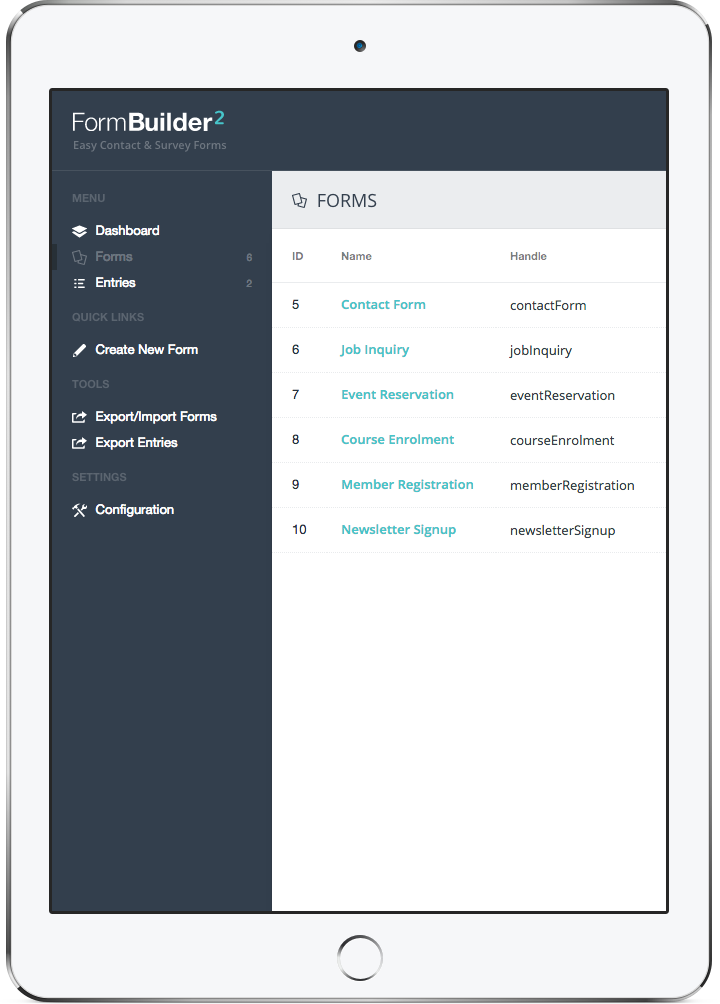 FormBuilder2
Easy Contact & Survey Forms
MENU
Dashboard
Forms 6
Entries 2
QUICK LINKS
Create New Form
TOOLS
Export/Import Forms
Export Entries
SETTINGS
Configuration
FORMS
ID Name Handle
5 Contact Form contactForm
6 Job Inquiry jobInquiry
7 Event Reservation eventReservation
8 Course Enrolment courseEnrolment
9 Member Registration memberRegistration
10 Newsletter Signup newsletterSignup